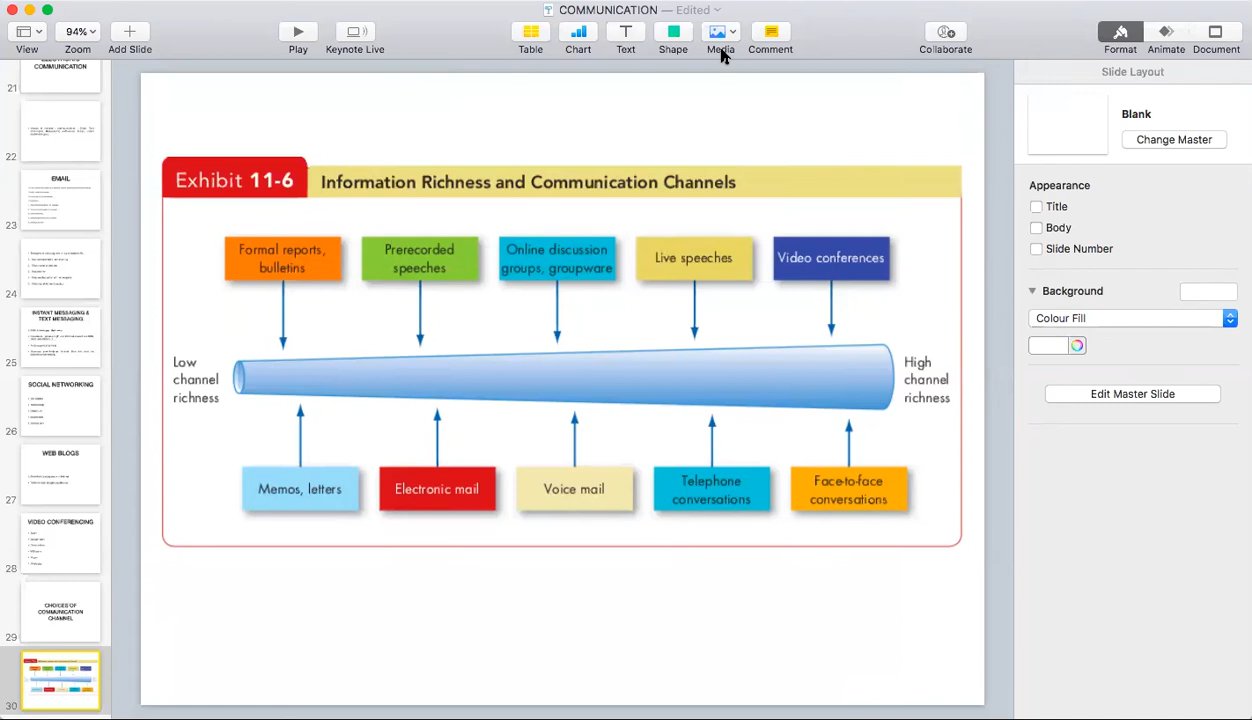 COMMUNICATION — Edited
94%
View
Zoom
Add Slide
Play
Keynote Live
Table
Chart
Text
Shape
Media
Comment
Collaborate
Format
Animate
Document
COMMUNICATION
21
22
EMAIL
23
24
INSTANT MESSAGING &
TEXT MESSAGING
25
SOCIAL NETWORKING
26
WEB BLOGS
27
VIDEO CONFERENCING
28
CHOICES OF
COMMUNICATION
CHANNEL
29
30
Exhibit 11-6
Information Richness and Communication Channels
Formal reports,
bulletins
Prerecorded
speeches
Online discussion
groups, groupware
Live speeches
Video conferences
Low
channel
richness
High
channel
richness
Memos, letters
Electronic mail
Voice mail
Telephone
conversations
Face-to-face
conversations
Slide Layout
Blank
Change Master
Appearance
Title
Body
Slide Number
Background
Colour Fill
Edit Master Slide